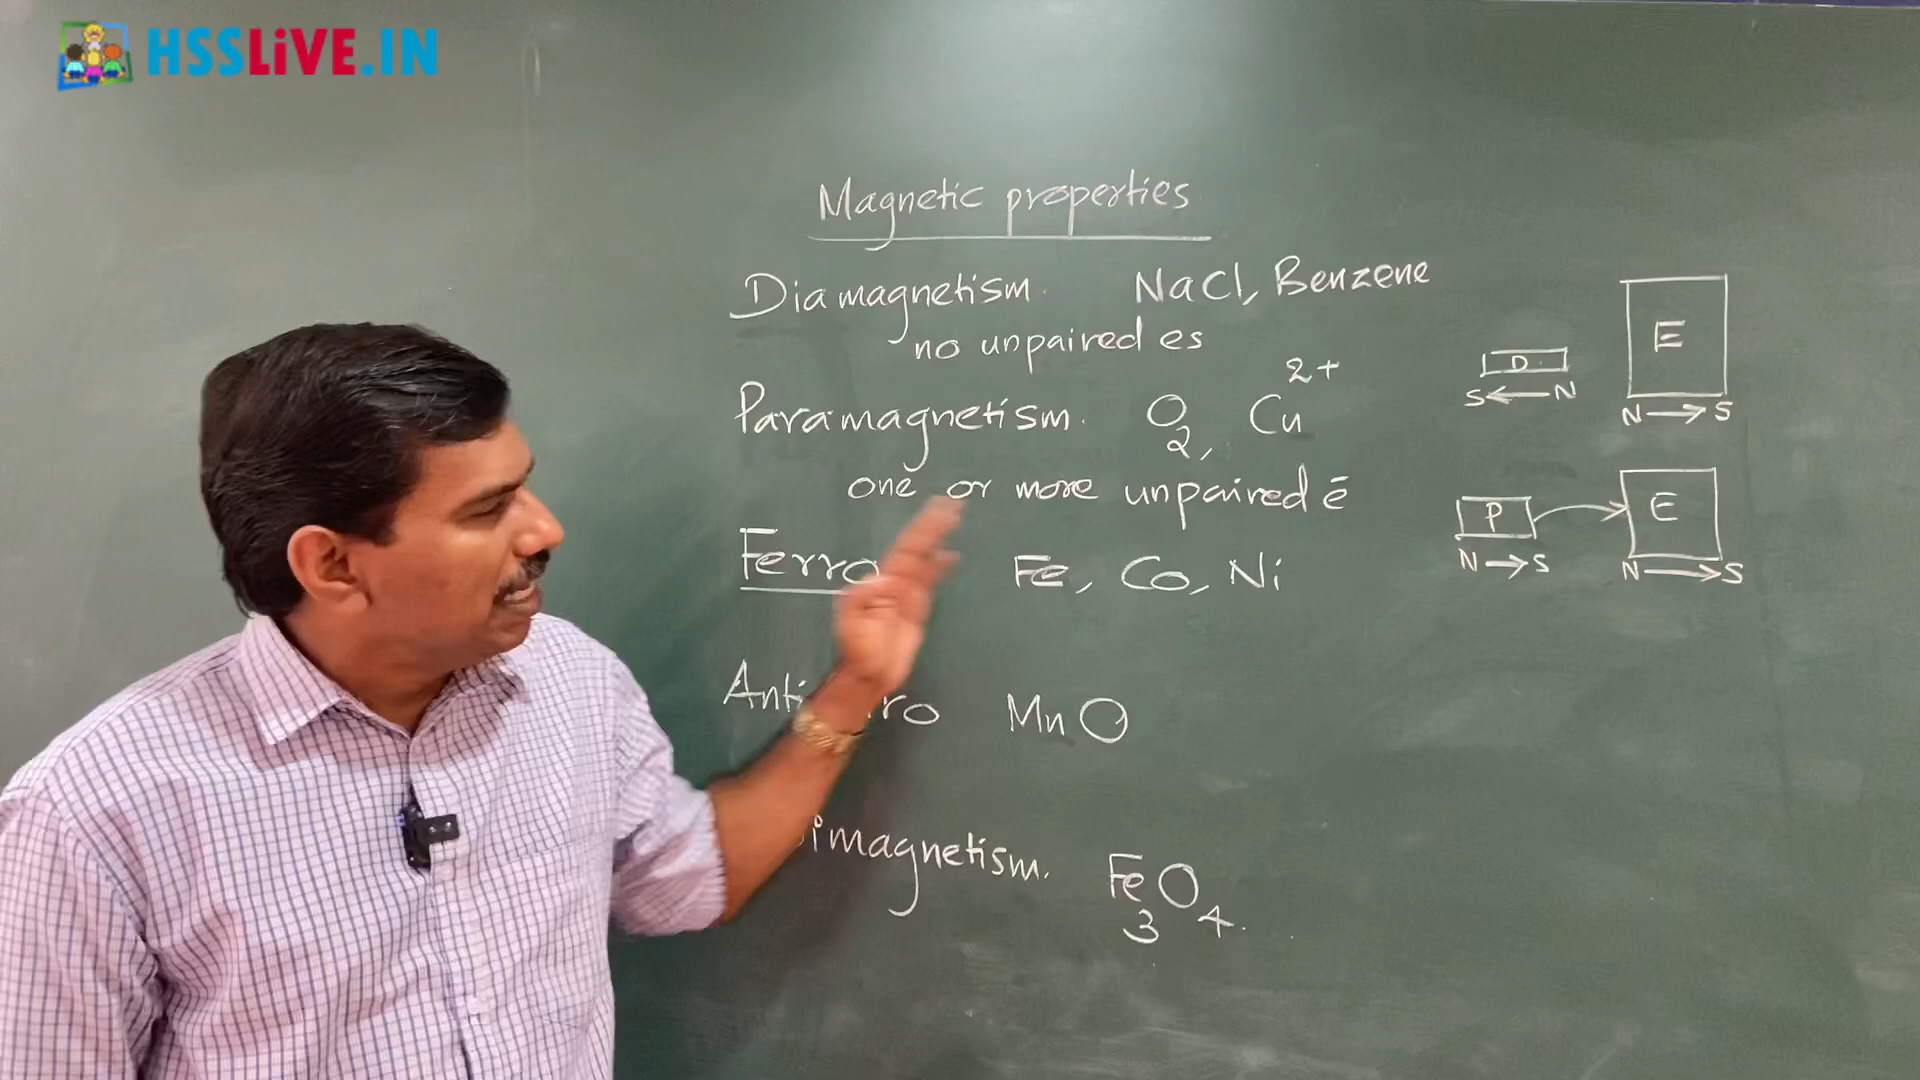 HSSLiVE.IN
Magnetic properties
Diamagnetism. NaCl, Benzene
no unpaired es
Paramagnetism. O2, Cu2+
one or more unpaired ē
Ferro Fe, Co, Ni
MnO
Fe3O4.
D. E
S ← N N → S
P E
N → S N → S